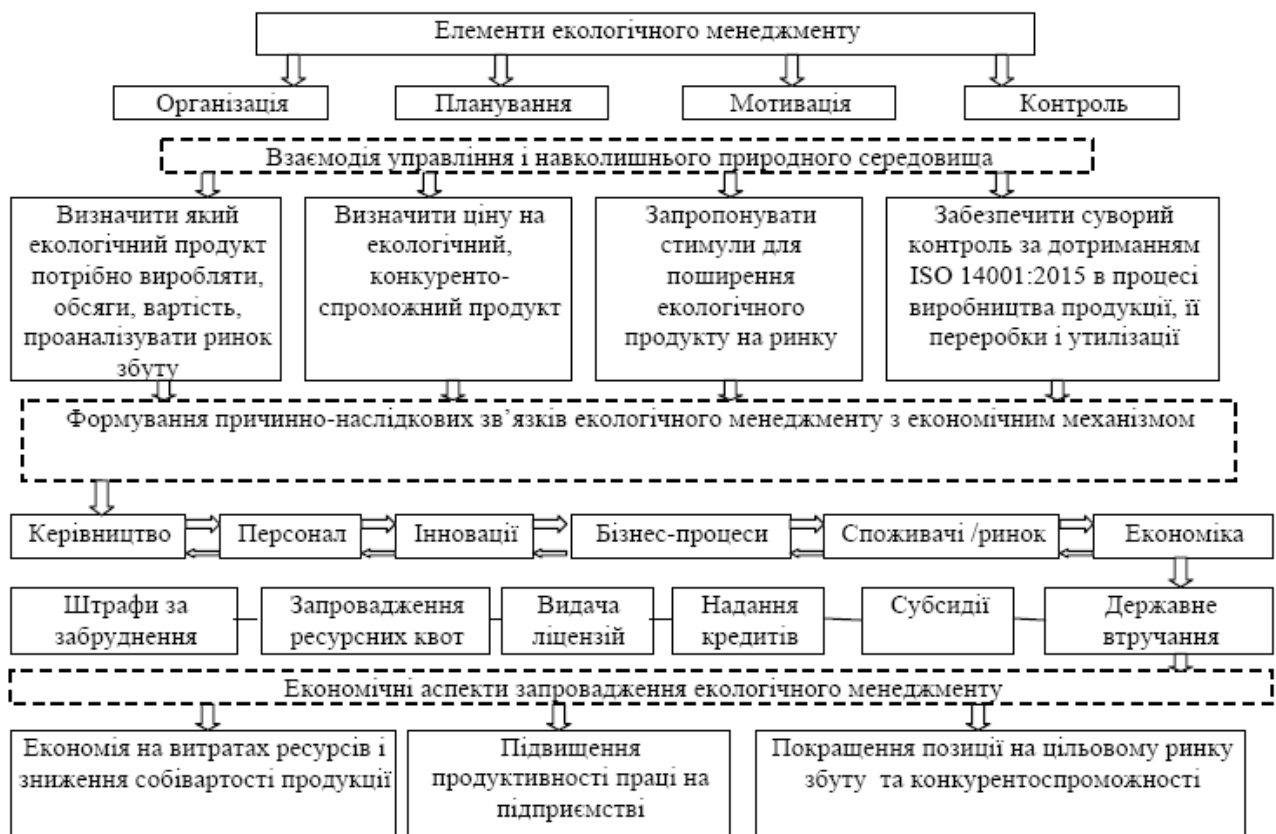 Елементи екологічного менеджменту
Організація
Планування
Мотивація
Контроль
Взаємодія управління і навколишнього природного середовища
Визначити який
екологічний продукт
потрібно виробляти,
обсяги, вартість,
проаналізувати ринок
збуту
Визначити ціну на
екологічний,
конкуренто-
спроможний продукт
Запропонувати
стимули для
поширення
екологічного
продукту на ринку
Забезпечити суворий
контроль за дотриманням
ISO 14001:2015 в процесі
виробництва продукції, її
переробки і утилізації
Формування причинно-наслідкових зв’язків екологічного менеджменту з економічним механізмом
Керівництво
Персонал
Інновації
Бізнес-процеси
Споживачі /ринок
Економіка
Штрафи за
забруднення
Запровадження
ресурсних квот
Видача
ліцензій
Надання
кредитів
Субсидії
Державне
втручання
Економічні аспекти запровадження екологічного менеджменту
Економія на витратах ресурсів і
зниження собівартості продукції
Підвищення
продуктивності праці на
підприємстві
Покращення позиції на цільовому ринку
збуту та конкурентоспроможності